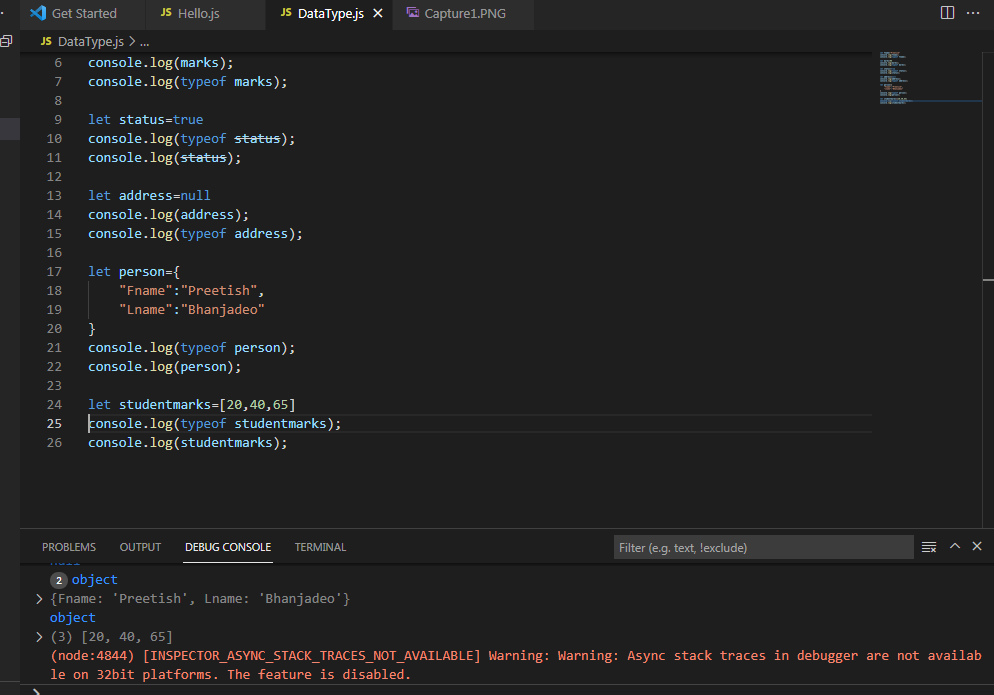 Get Started JS Hello.js JS DataType.js Capture1.PNG
JS DataType.js > ...
6 console.log(marks);
7 console.log(typeof marks);
8
9 let status=true
10 console.log(typeof status);
11 console.log(status);
12
13 let address=null
14 console.log(address);
15 console.log(typeof address);
16
17 let person={
18 "Fname":"Preetish",
19 "Lname":"Bhanjadeo"
20 }
21 console.log(typeof person);
22 console.log(person);
23
24 let studentmarks=[20,40,65]
25 console.log(typeof studentmarks);
26 console.log(studentmarks);
PROBLEMS OUTPUT DEBUG CONSOLE TERMINAL Filter (e.g. text, !exclude)
null
2 object
> {Fname: 'Preetish', Lname: 'Bhanjadeo'}
object
> (3) [20, 40, 65]
(node:4844) [INSPECTOR_ASYNC_STACK_TRACES_NOT_AVAILABLE] Warning: Warning: Async stack traces in debugger are not availab
le on 32bit platforms. The feature is disabled.